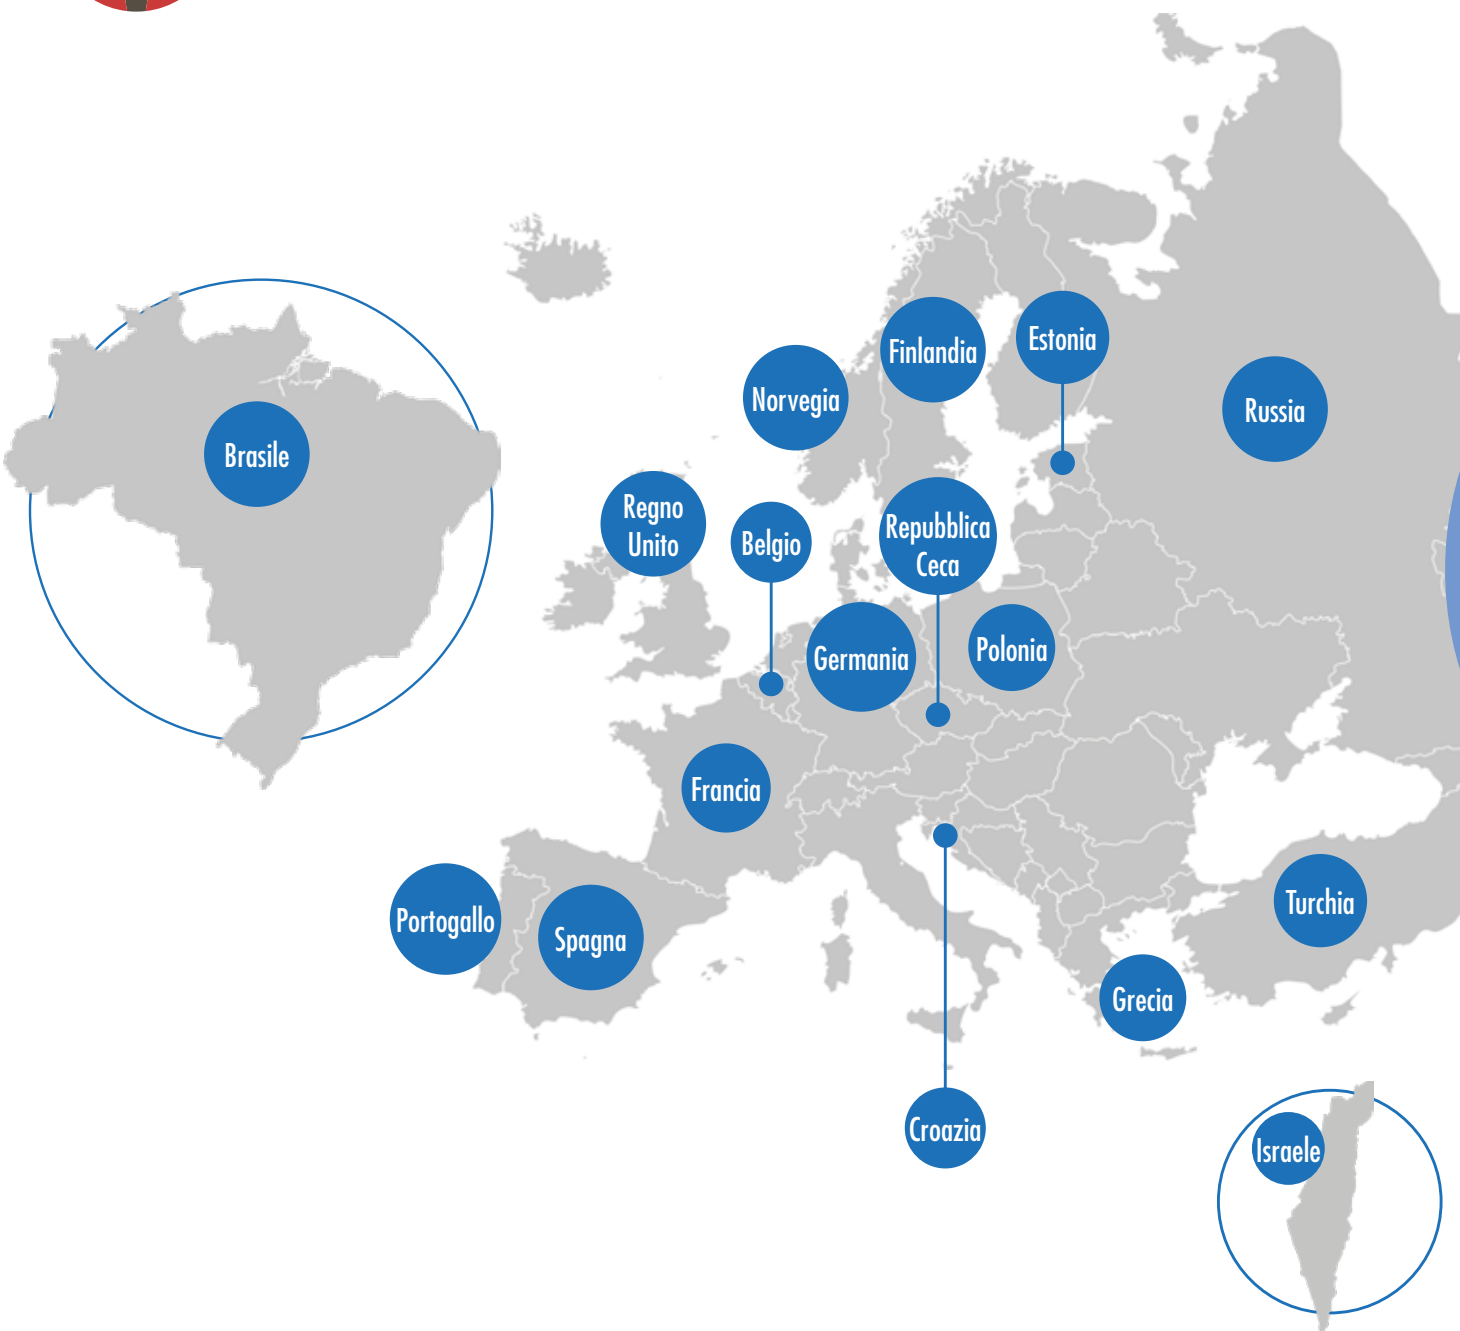 Estonia
Finlandia
Norvegia
Russia
Brasile
Regno
Unito
Belgio
Repubblica
Ceca
Polonia
Germania
Francia
Turchia
Portogallo
Spagna
Grecia
Croazia
Israele